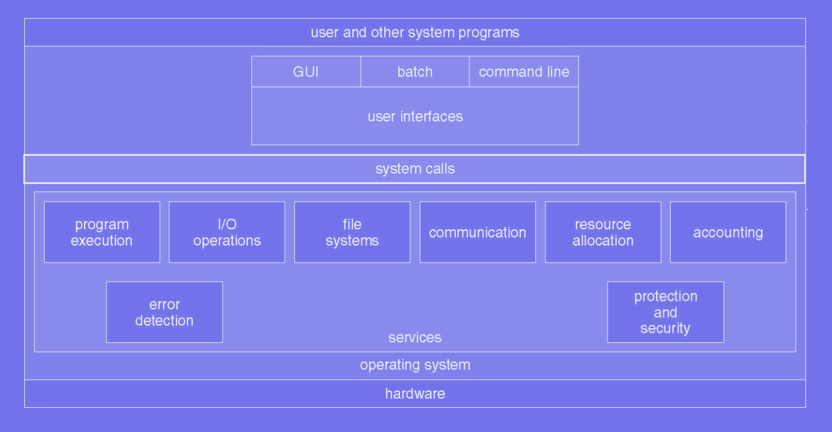 user and other system programs
GUI
batch
command line
user interfaces
system calls
program
execution
I/O
operations
file
systems
communication
resource
allocation
accounting
error
detection
protection
and
security
services
operating system
hardware